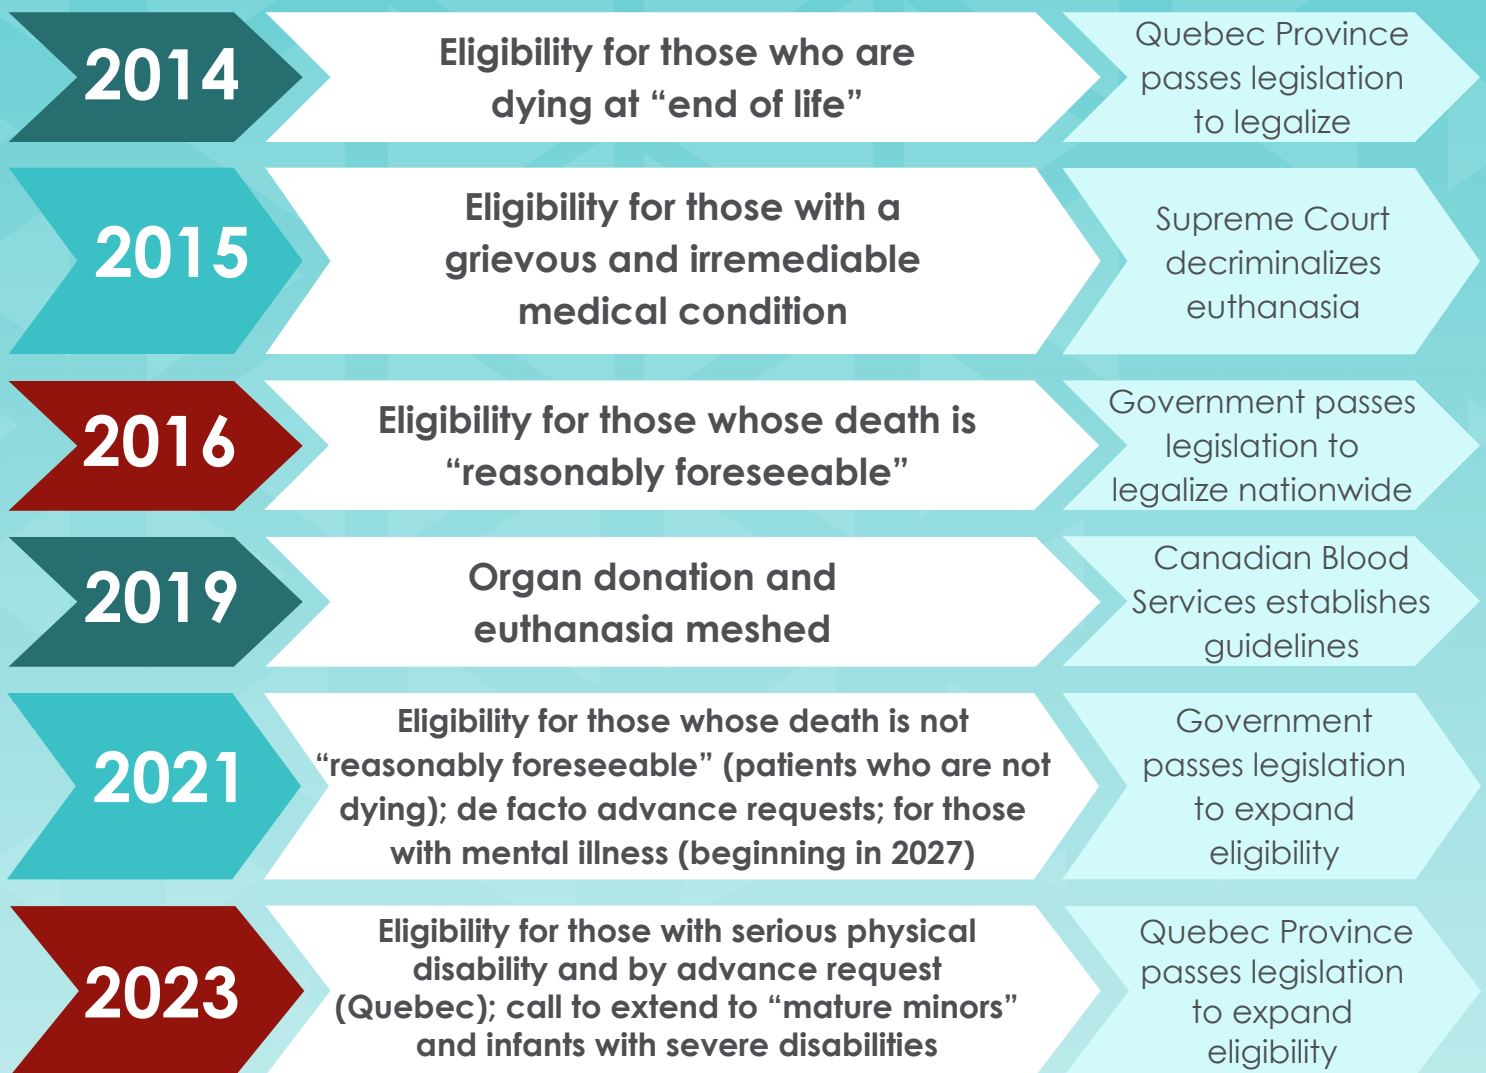 2014
Eligibility for those who are
dying at “end of life”
Quebec Province
passes legislation
to legalize
2015
Eligibility for those with a
grievous and irremediable
medical condition
Supreme Court
decriminalizes
euthanasia
2016
Eligibility for those whose death is
“reasonably foreseeable”
Government passes
legislation to
legalize nationwide
2019
Organ donation and
euthanasia meshed
Canadian Blood
Services establishes
guidelines
2021
Eligibility for those whose death is not
“reasonably foreseeable” (patients who are not
dying); de facto advance requests; for those
with mental illness (beginning in 2027)
Government
passes legislation
to expand
eligibility
2023
Eligibility for those with serious physical
disability and by advance request
(Quebec); call to extend to “mature minors”
and infants with severe disabilities
Quebec Province
passes legislation
to expand
eligibility